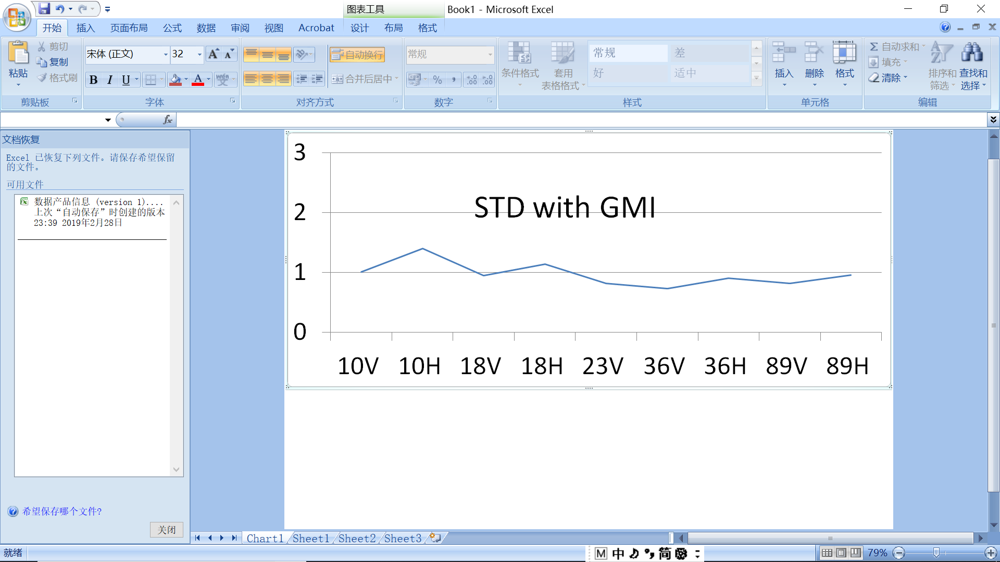 图表工具
Book1 - Microsoft Excel
开始 插入 页面布局 公式 数据 审阅 视图 Acrobat 设计 布局 格式
粘贴
剪切
复制
格式刷
剪贴板
宋体 (正文) 32
B I U A wén 文
字体
自动换行
合并后居中
对齐方式
常规
% , .0 .00 .00 .0
数字
条件格式
套用
表格格式
常规 差
好 适中
样式
插入 删除 格式
单元格
Σ 自动求和
填充
清除
排序和
筛选
查找和
选择
编辑
fx
文档恢复
Excel 已恢复下列文件。请保存希望保留
的文件。
可用文件
数据产品信息 (version 1)....
上次“自动保存”时创建的版本
23:39 2019年2月28日
希望保存哪个文件?
关闭
STD with GMI
3
2
1
0
10V 10H 18V 18H 23V 36V 36H 89V 89H
Chart1 Sheet1 Sheet2 Sheet3
就绪
M 中 简
79%